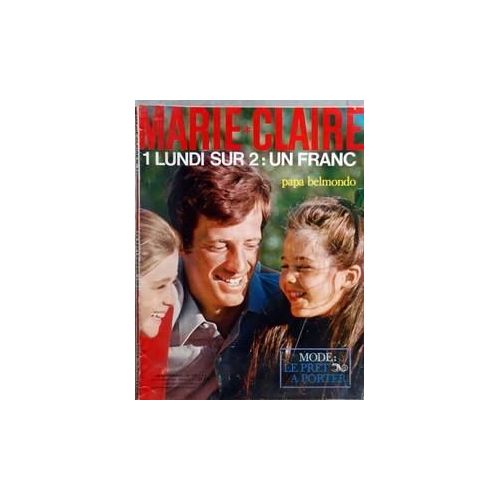 MARIE*CLAIRE
1 LUNDI SUR 2 : UN FRANC
papa belmondo
MODE:
LE PRET
A PORTER